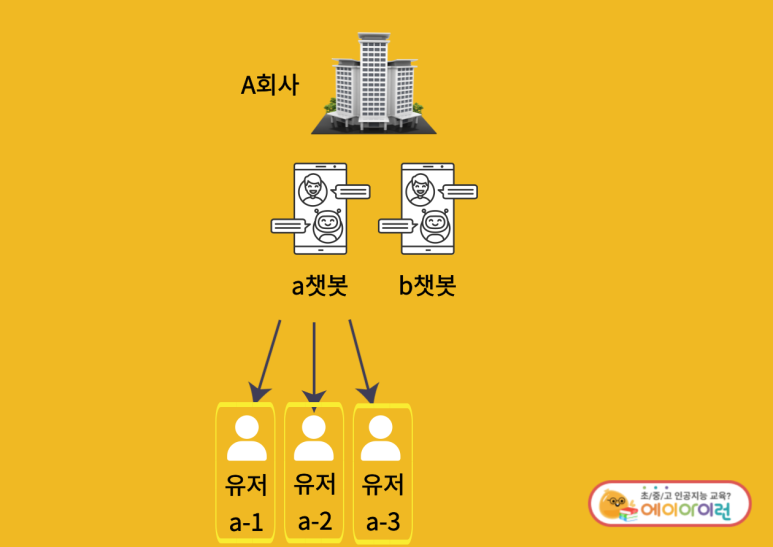 A회사
a챗봇 b챗봇
유저 유저 유저
a-1 a-2 a-3
초/중/고 인공지능 교육?
에이아이런